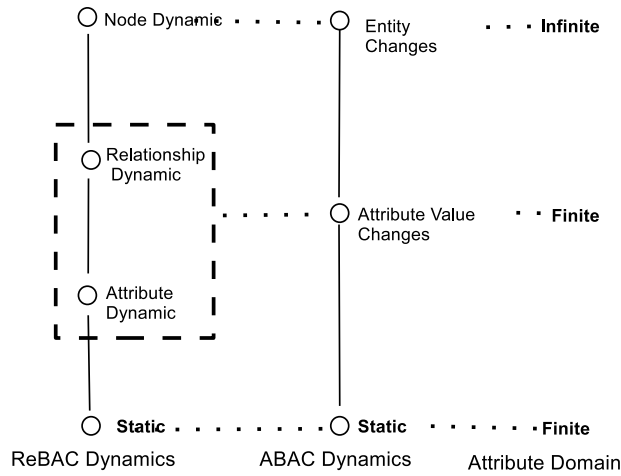 Node Dynamic
Entity
Changes
Infinite
Relationship
Dynamic
Attribute Value
Changes
Finite
Attribute
Dynamic
Static
Static
Finite
ReBAC Dynamics
ABAC Dynamics
Attribute Domain